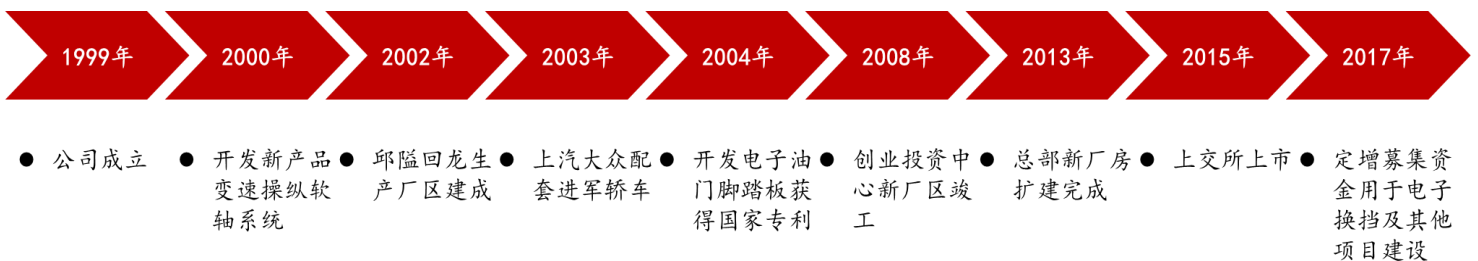 1999年
2000年
2002年
2003年
2004年
2008年
2013年
2015年
2017年
● 公司成立
● 开发新产品
变速操纵软
轴系统
● 邱隘回龙生
产厂区建成
● 上汽大众配
套进军轿车
● 开发电子油
门脚踏板获
得国家专利
● 创业投资中
心新厂区竣
工
● 总部新厂房
扩建完成
● 上交所上市
● 定增募集资
金用于电子
换挡及其他
项目建设